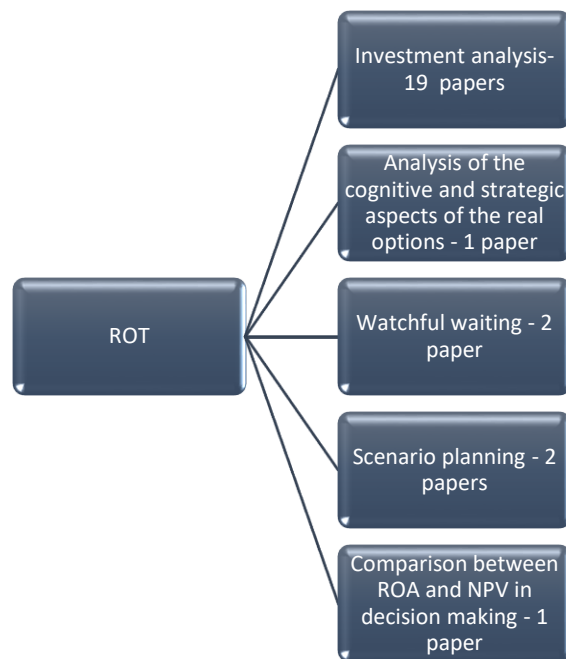 Investment analysis-
19 papers
Analysis of the
cognitive and strategic
aspects of the real
options - 1 paper
ROT
Watchful waiting - 2
paper
Scenario planning - 2
papers
Comparison between
ROA and NPV in
decision making - 1
paper